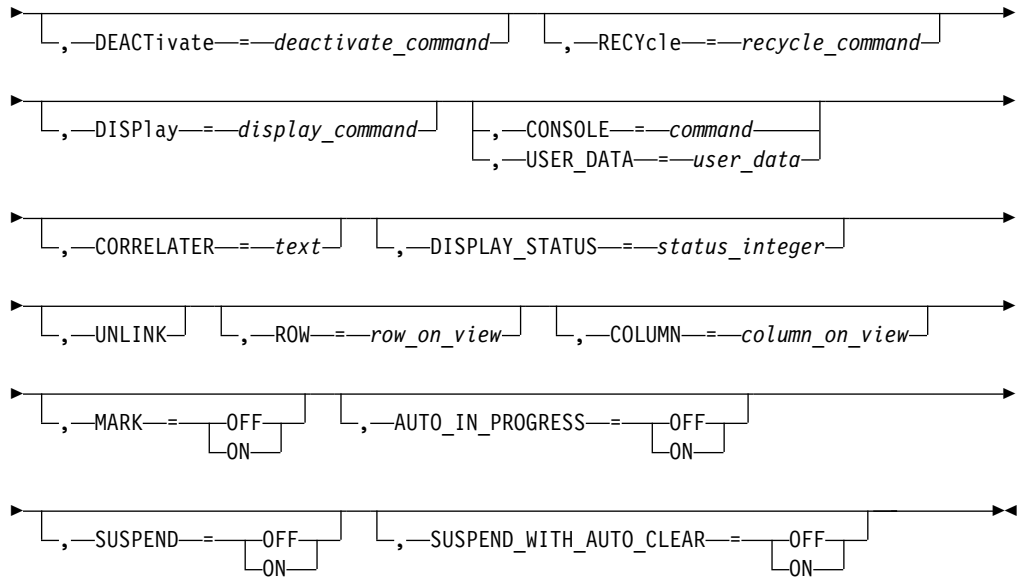 , DEACTivate = deactivate_command , RECYcle = recycle_command
, DISPlay = display_command , CONSOLE = command
, USER_DATA = user_data
, CORRELATER = text , DISPLAY_STATUS = status_integer
, UNLINK , ROW = row_on_view , COLUMN = column_on_view
, MARK = OFF , AUTO_IN_PROGRESS = OFF
ON ON
, SUSPEND = OFF , SUSPEND_WITH_AUTO_CLEAR = OFF
ON ON